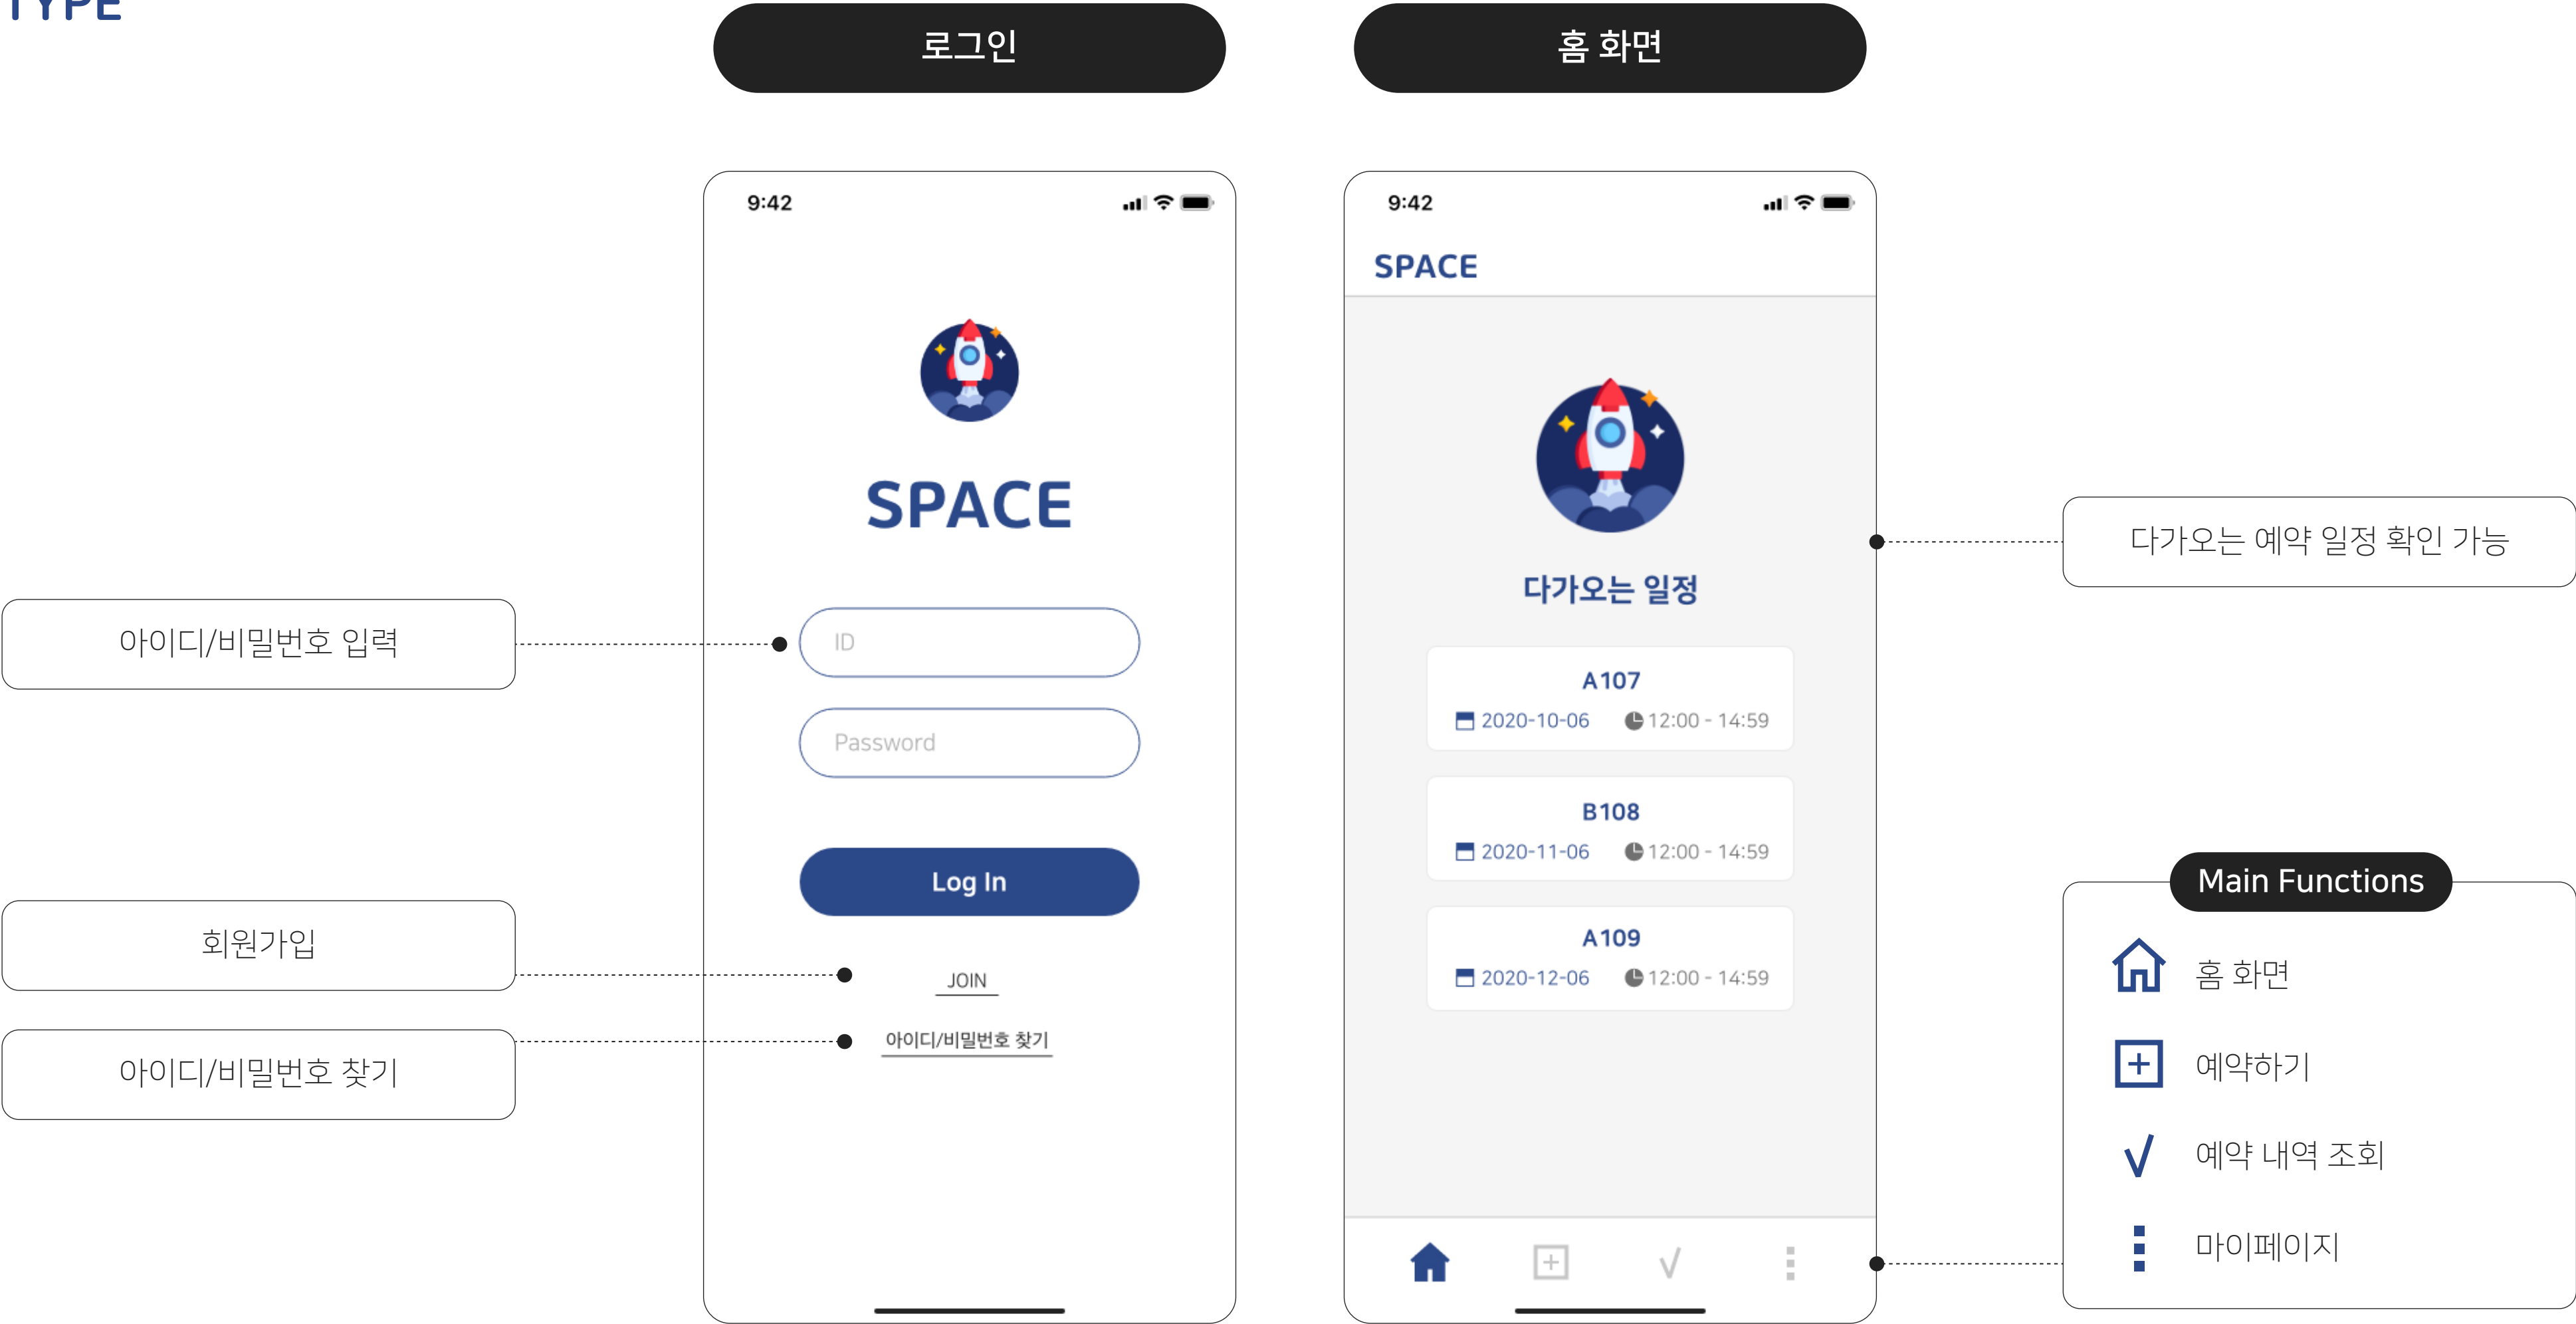 TYPE
로그인
홈 화면
9:42
SPACE
아이디/비밀번호 입력
ID
Password
Log In
회원가입
JOIN
아이디/비밀번호 찾기
아이디/비밀번호 찾기
9:42
SPACE
다가오는 일정
다가오는 예약 일정 확인 가능
A107
2020-10-06 12:00 - 14:59
B108
2020-11-06 12:00 - 14:59
A109
2020-12-06 12:00 - 14:59
Main Functions
홈 화면
예약하기
예약 내역 조회
마이페이지